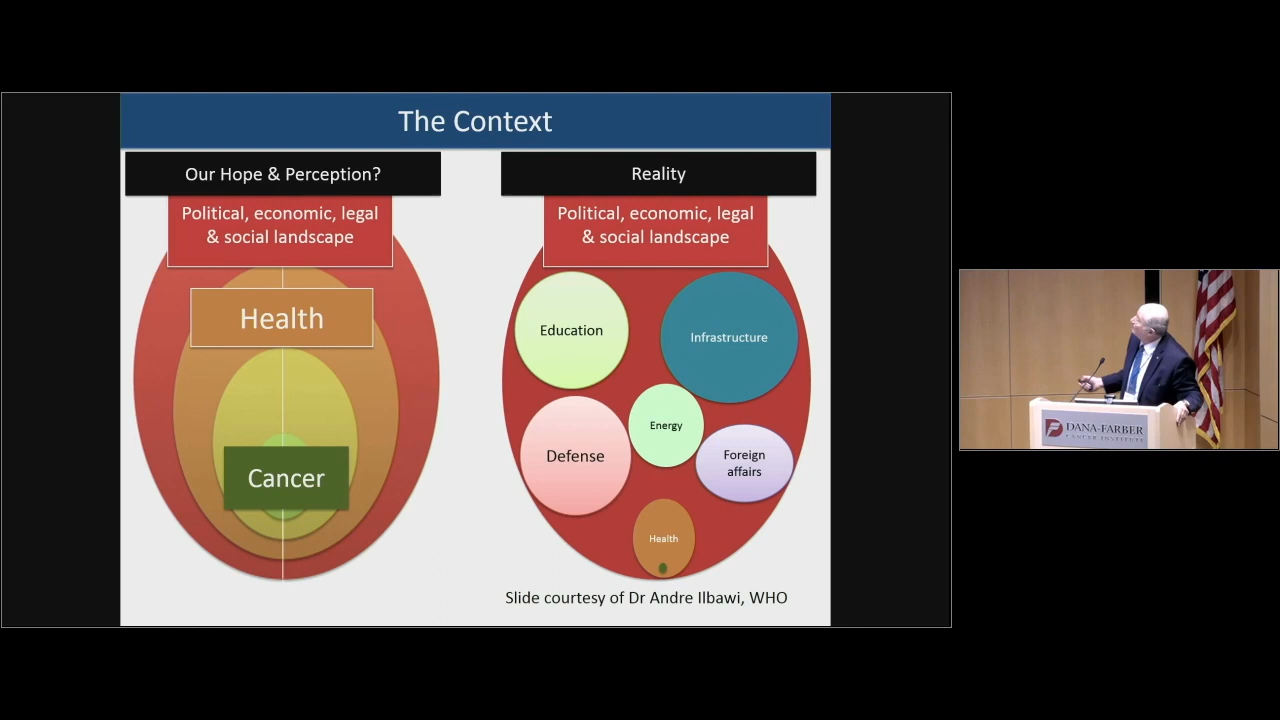 The Context
Our Hope & Perception?
Political, economic, legal
& social landscape
Health
Cancer
Reality
Political, economic, legal
& social landscape
Education
Infrastructure
Energy
Defense
Foreign
affairs
Health
Slide courtesy of Dr Andre Ilbawi, WHO
DANA-FARBER
CANCER INSTITUTE